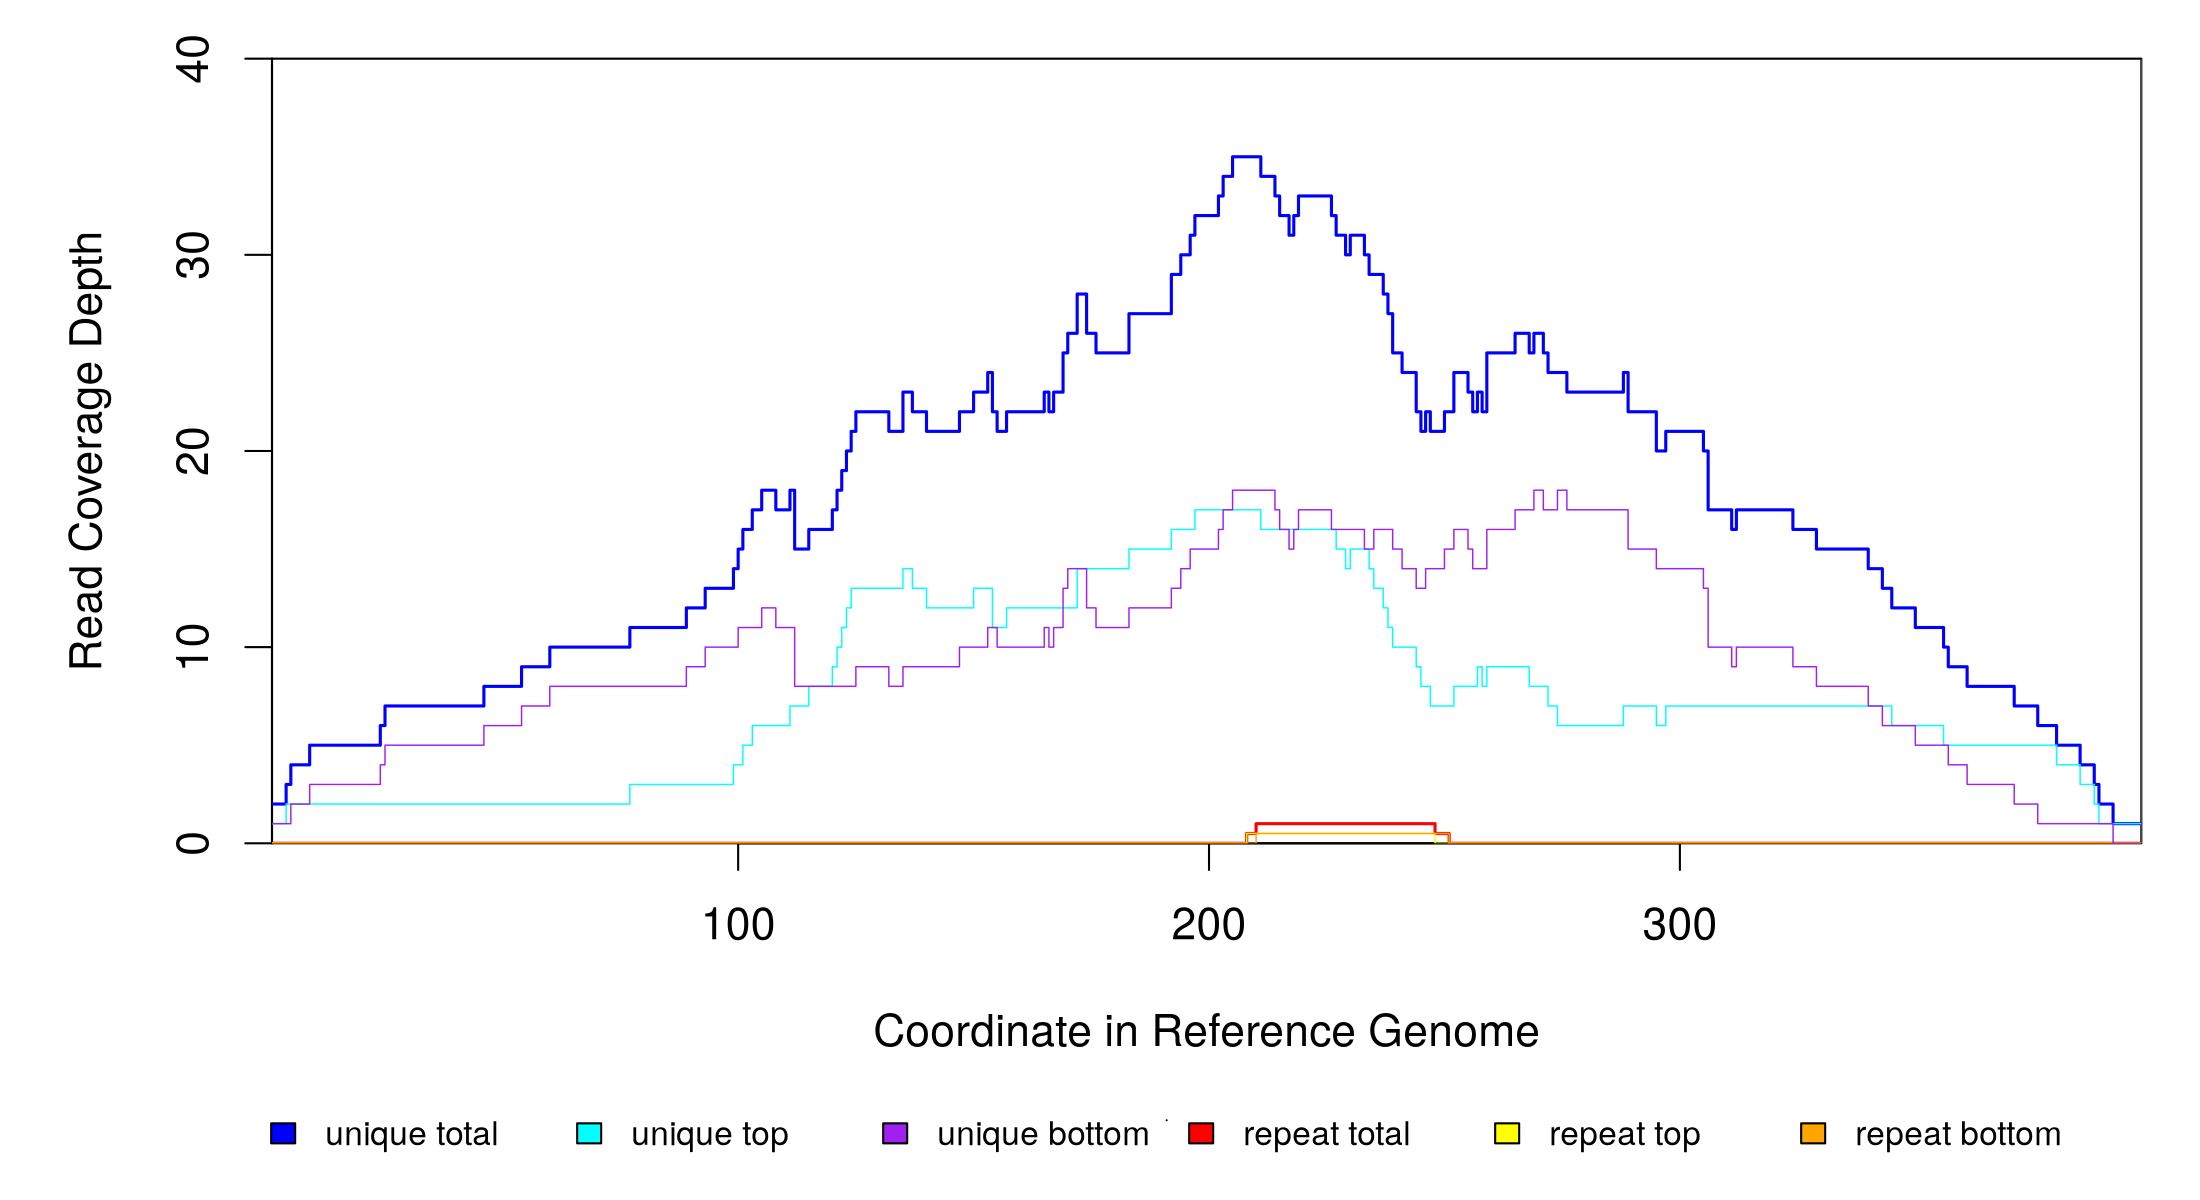 40
30
20
10
0
Read Coverage Depth
100 200 300
Coordinate in Reference Genome
unique total unique top unique bottom repeat total repeat top repeat bottom